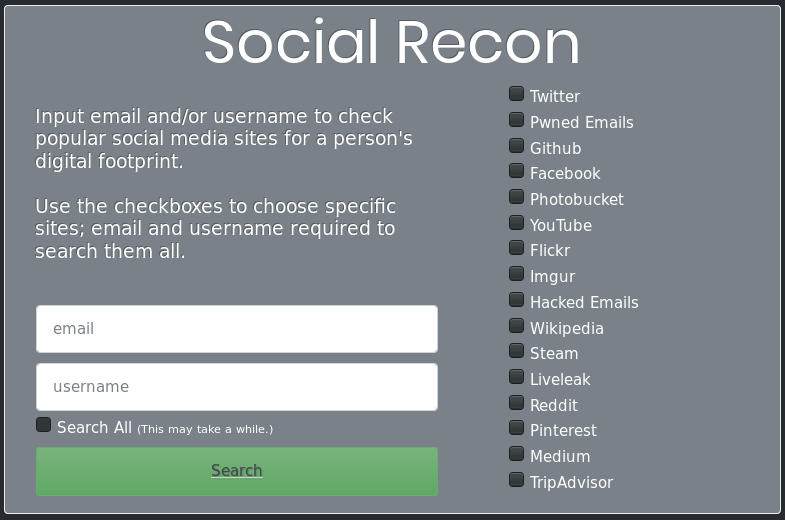 Social Recon
Input email and/or username to check
popular social media sites for a person's
digital footprint.
Use the checkboxes to choose specific
sites; email and username required to
search them all.
email
username
Search All (This may take a while.)
Search
Twitter
Pwned Emails
Github
Facebook
Photobucket
YouTube
Flickr
Imgur
Hacked Emails
Wikipedia
Steam
Liveleak
Reddit
Pinterest
Medium
TripAdvisor